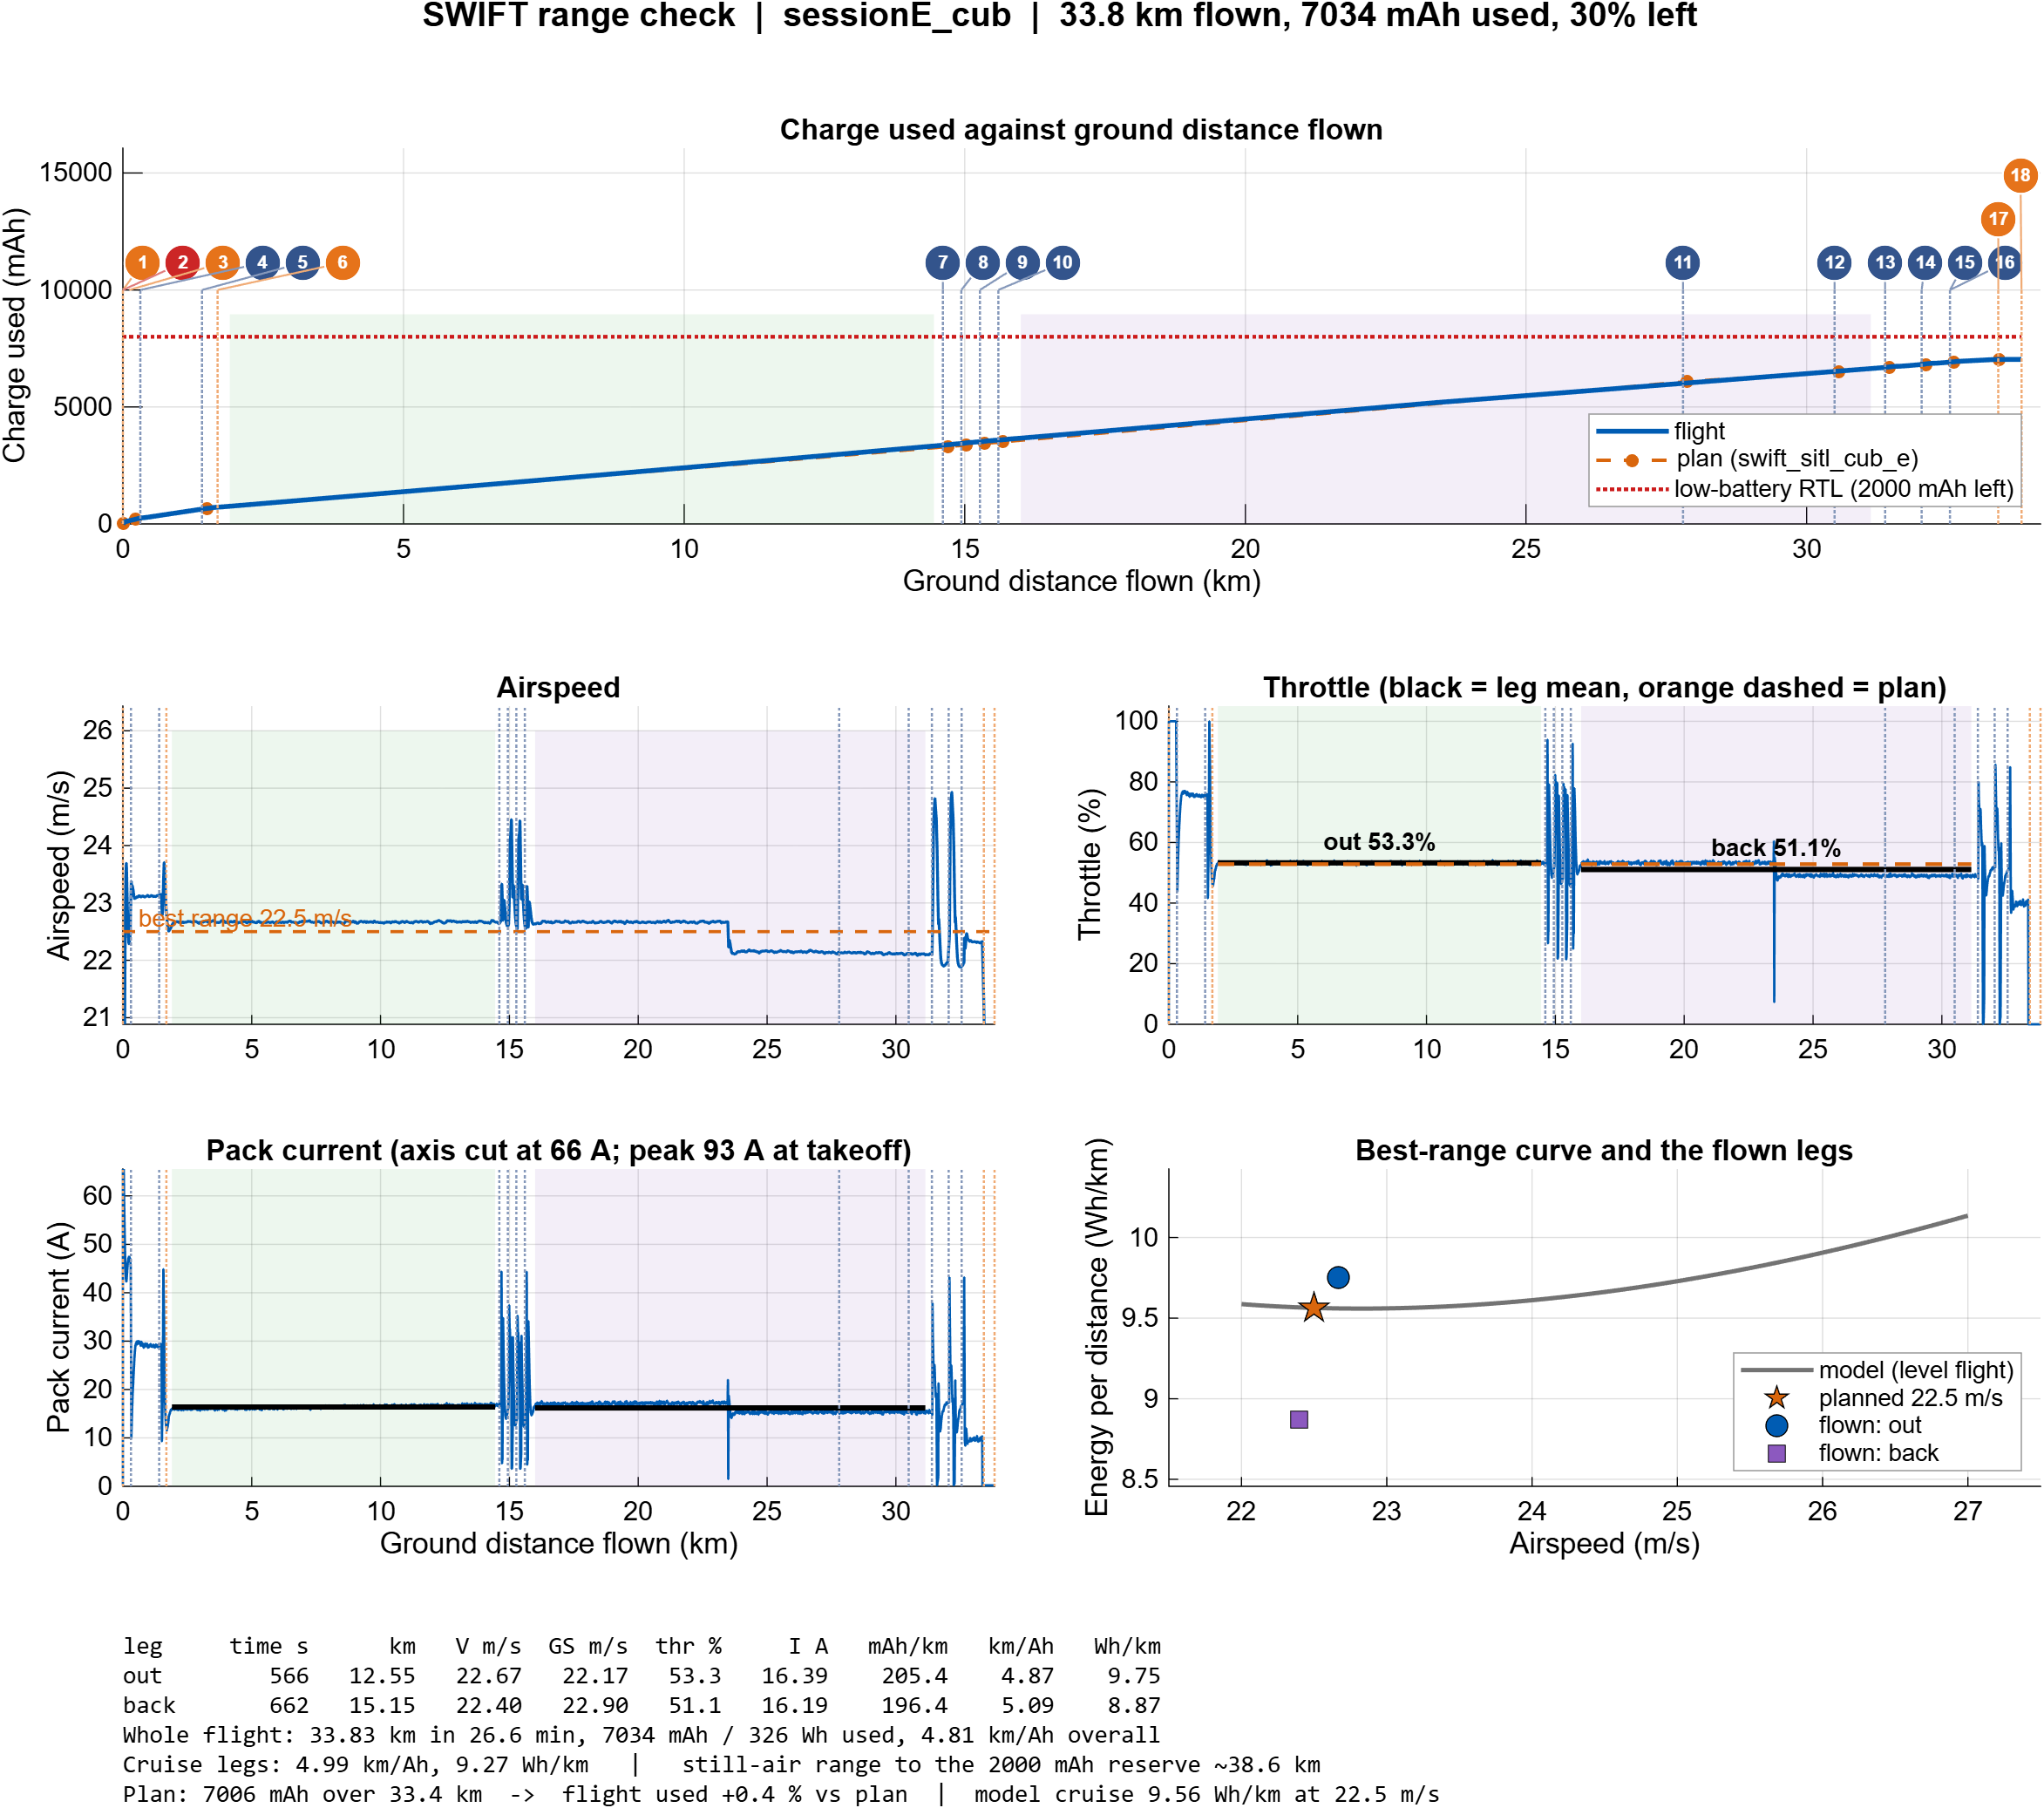 SWIFT range check | sessionE_cub | 33.8 km flown, 7034 mAh used, 30% left
Charge used against ground distance flown
Charge used (mAh)
15000
10000
5000
0
1 2 3 4 5 6 7 8 9 10 11 12 13 14 15 16 17 18
flight
plan (swift_sitl_cub_e)
low-battery RTL (2000 mAh left)
0 5 10 15 20 25 30
Ground distance flown (km)
Airspeed
Airspeed (m/s)
26
25
24
23
22
21
best range 22.5 m/s
0 5 10 15 20 25 30
Throttle (black = leg mean, orange dashed = plan)
Throttle (%)
100
80
60
40
20
0
out 53.3%
back 51.1%
0 5 10 15 20 25 30
Pack current (axis cut at 66 A; peak 93 A at takeoff)
Pack current (A)
60
50
40
30
20
10
0
0 5 10 15 20 25 30
Ground distance flown (km)
Best-range curve and the flown legs
Energy per distance (Wh/km)
10
9.5
9
8.5
model (level flight)
planned 22.5 m/s
flown: out
flown: back
22 23 24 25 26 27
Airspeed (m/s)
leg time s km V m/s GS m/s thr % I A mAh/km km/Ah Wh/km
out 566 12.55 22.67 22.17 53.3 16.39 205.4 4.87 9.75
back 662 15.15 22.40 22.90 51.1 16.19 196.4 5.09 8.87
Whole flight: 33.83 km in 26.6 min, 7034 mAh / 326 Wh used, 4.81 km/Ah overall
Cruise legs: 4.99 km/Ah, 9.27 Wh/km | still-air range to the 2000 mAh reserve ~38.6 km
Plan: 7006 mAh over 33.4 km -> flight used +0.4 % vs plan | model cruise 9.56 Wh/km at 22.5 m/s